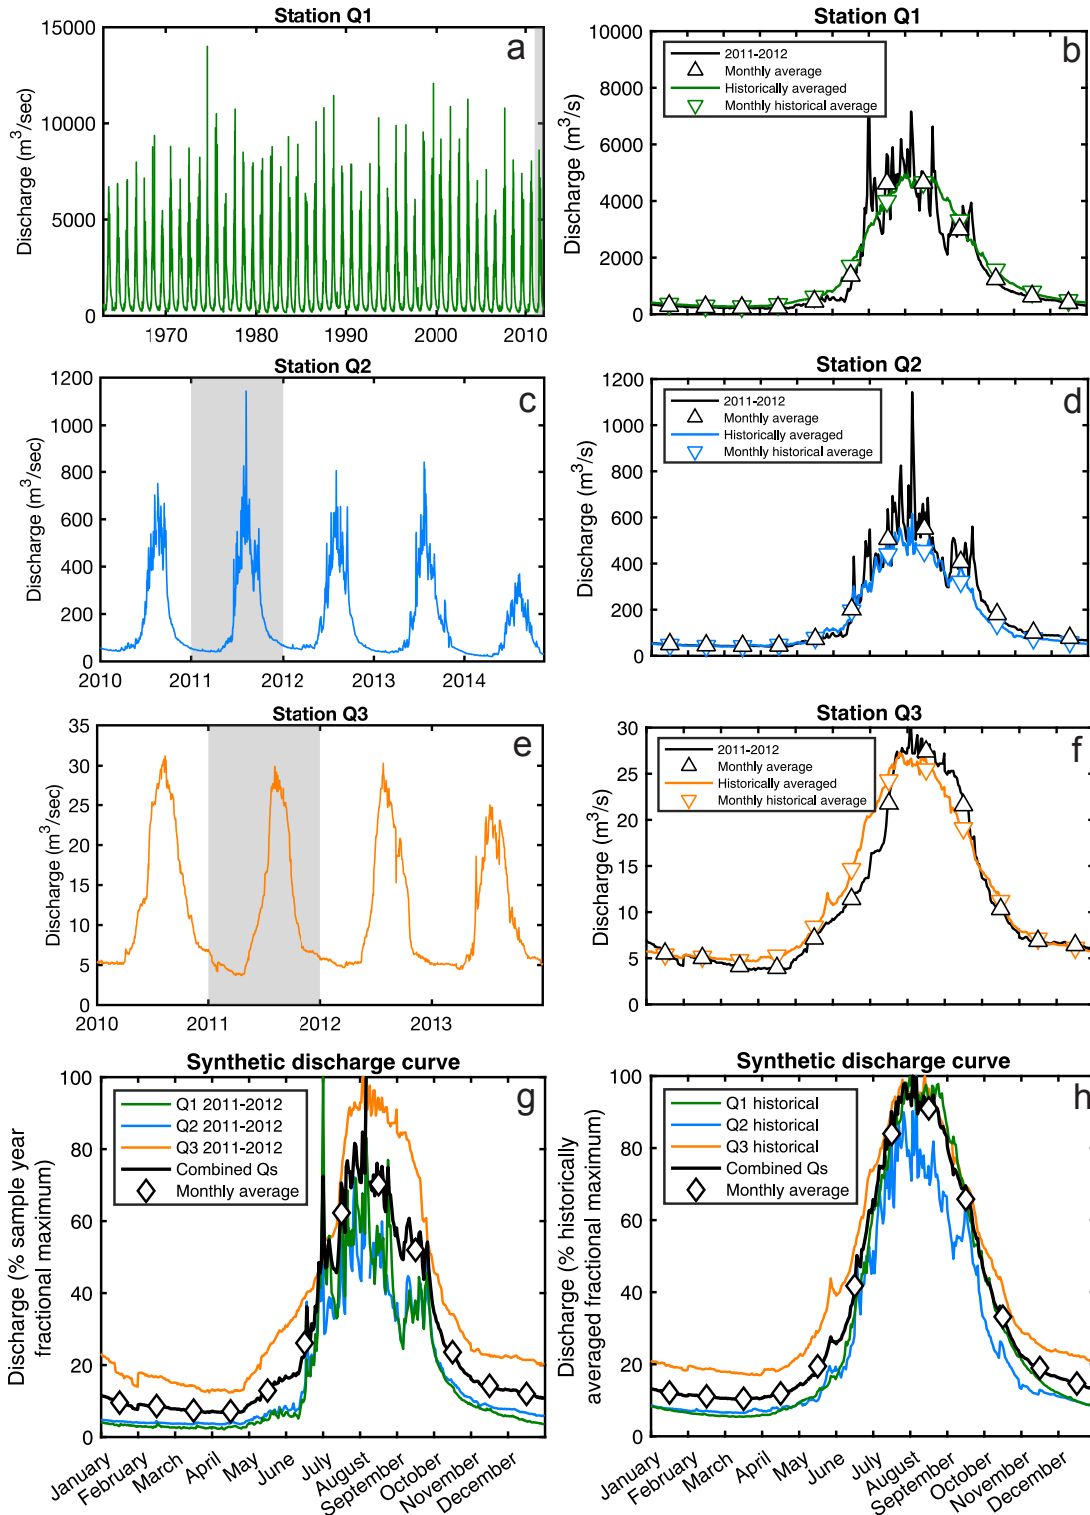 Station Q1
a
Discharge (m³/sec)
15000
10000
5000
0
1970
1980
1990
2000
2010
Station Q1
b
Discharge (m³/s)
10000
8000
6000
4000
2000
0
2011-2012
Monthly average
Historically averaged
Monthly historical average
Station Q2
c
Discharge (m³/sec)
1200
1000
800
600
400
200
0
2010
2011
2012
2013
2014
Station Q2
d
Discharge (m³/s)
1200
1000
800
600
400
200
0
2011-2012
Monthly average
Historically averaged
Monthly historical average
Station Q3
e
Discharge (m³/sec)
35
30
25
20
15
10
5
0
2010
2011
2012
2013
Station Q3
f
Discharge (m³/s)
30
25
20
15
10
5
0
2011-2012
Monthly average
Historically averaged
Monthly historical average
Synthetic discharge curve
g
Discharge (% sample year
fractional maximum)
100
80
60
40
20
0
Q1 2011-2012
Q2 2011-2012
Q3 2011-2012
Combined Qs
Monthly average
January
February
March
April
May
June
July
August
September
October
November
December
Synthetic discharge curve
h
Discharge (% historically
averaged fractional maximum)
100
80
60
40
20
0
Q1 historical
Q2 historical
Q3 historical
Combined Qs
Monthly average
January
February
March
April
May
June
July
August
September
October
November
December